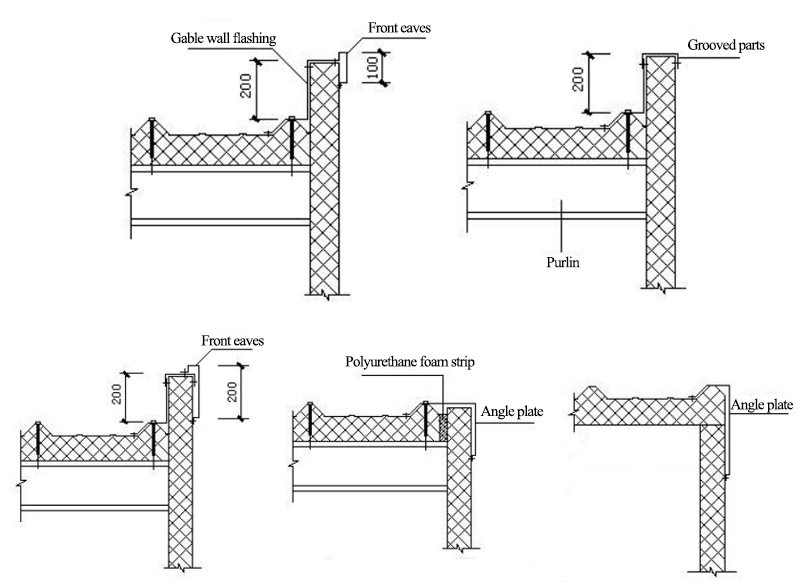 Front eaves
Gable wall flashing
200
100
Grooved parts
200
Purlin
Front eaves
200
200
Polyurethane foam strip
Angle plate
Angle plate